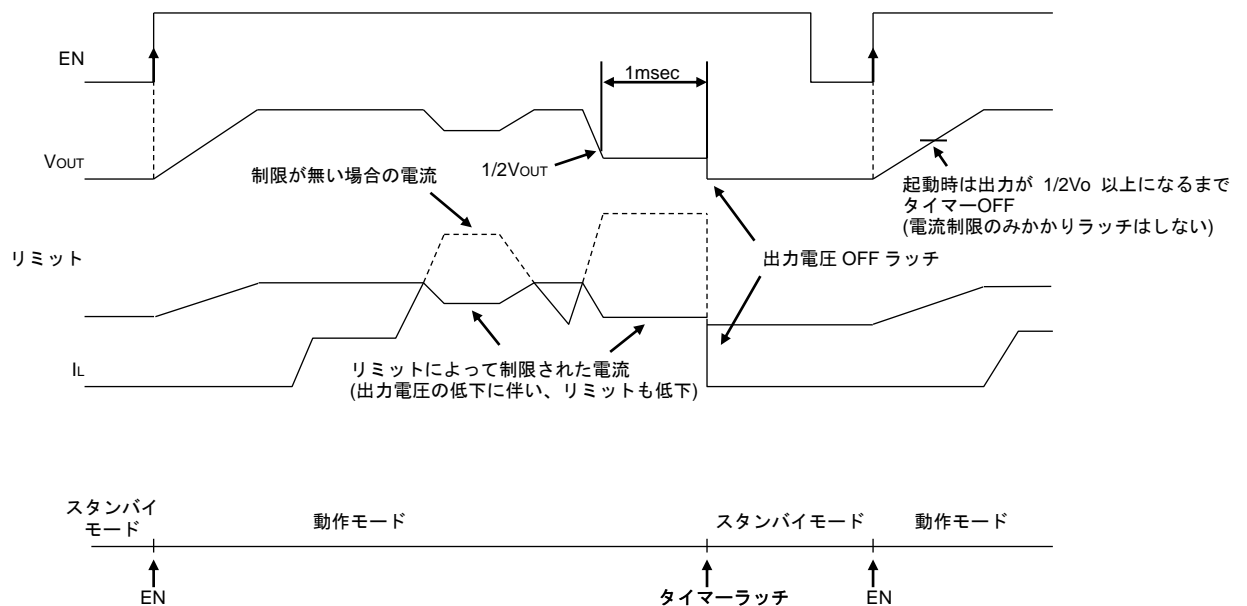 EN
1msec
VOUT
1/2VOUT
制限が無い場合の電流
起動時は出力が 1/2Vo 以上になるまで
タイマーOFF
(電流制限のみかかりラッチはしない)
リミット
出力電圧 OFF ラッチ
IL
リミットによって制限された電流
(出力電圧の低下に伴い、リミットも低下)
スタンバイ
モード
動作モード
スタンバイモード
動作モード
EN
タイマーラッチ
EN